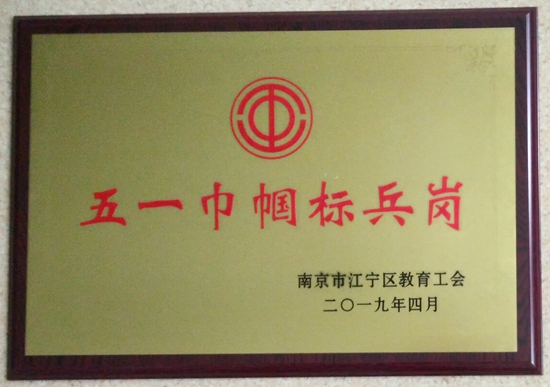 五一巾帼标兵岗
南京市江宁区教育工会
二〇一九年四月